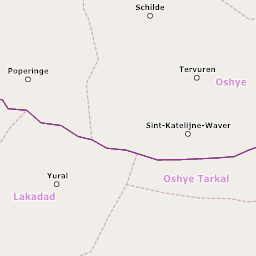 Schilde
Poperinge
Tervuren
Oshye
Sint-Katelijne-Waver
Yural
Oshye Tarkal
Lakadad